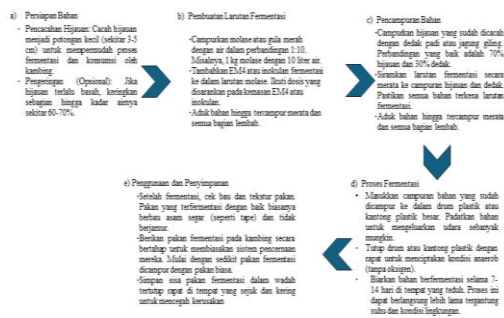 a) Persiapan Bahan
- Pencacahan Hijauan: Cacah hijauan
menjadi potongan kecil (sekitar 3-5
cm) untuk mempermudah proses
fermentasi dan konsumsi oleh
kambing.
- Pengeringan (Opsional): Jika
hijauan terlalu basah, keringkan
sebagian hingga kadar airnya
sekitar 60-70%.
b) Pembuatan Larutan Fermentasi
-Campurkan molase atau gula merah
dengan air dalam perbandingan 1:10.
Misalnya, 1 kg molase dengan 10 liter air.
-Tambahkan EM4 atau inokulan fermentasi
ke dalam larutan molase. Ikuti dosis yang
disarankan pada kemasan EM4 atau
inokulan.
-Aduk bahan hingga tercampur merata dan
semua bagian lembab.
c) Pencampuran Bahan
-Campurkan hijauan yang sudah dicacah
dengan dedak padi atau jagung giling.
Perbandingan yang baik adalah 70%
hijauan dan 30% dedak.
-Siramkan larutan fermentasi secara
merata ke campuran hijauan dan dedak.
Pastikan semua bahan terkena larutan
fermentasi.
-Aduk bahan hingga tercampur merata
dan semua bagian lembab.
d) Proses Fermentasi
• Masukkan campuran bahan yang sudah
dicampur ke dalam drum plastik atau
kantong plastik besar. Padatkan bahan
untuk mengeluarkan udara sebanyak
mungkin.
• Tutup drum atau kantong plastik dengan
rapat untuk menciptakan kondisi anaerob
(tanpa oksigen).
• Biarkan bahan berfermentasi selama 7-
14 hari di tempat yang teduh. Proses ini
dapat berlangsung lebih lama tergantung
suhu dan kondisi lingkungan.
e) Penggunaan dan Penyimpanan
-Setelah fermentasi, cek bau dan tekstur pakan.
Pakan yang terfermentasi dengan baik biasanya
berbau asam segar (seperti tape) dan tidak
berjamur.
-Berikan pakan fermentasi pada kambing secara
bertahap untuk membiasakan sistem pencernaan
mereka. Mulai dengan sedikit pakan fermentasi
dicampur dengan pakan biasa.
-Simpan sisa pakan fermentasi dalam wadah
tertutup rapat di tempat yang sejuk dan kering
untuk mencegah kerusakan.